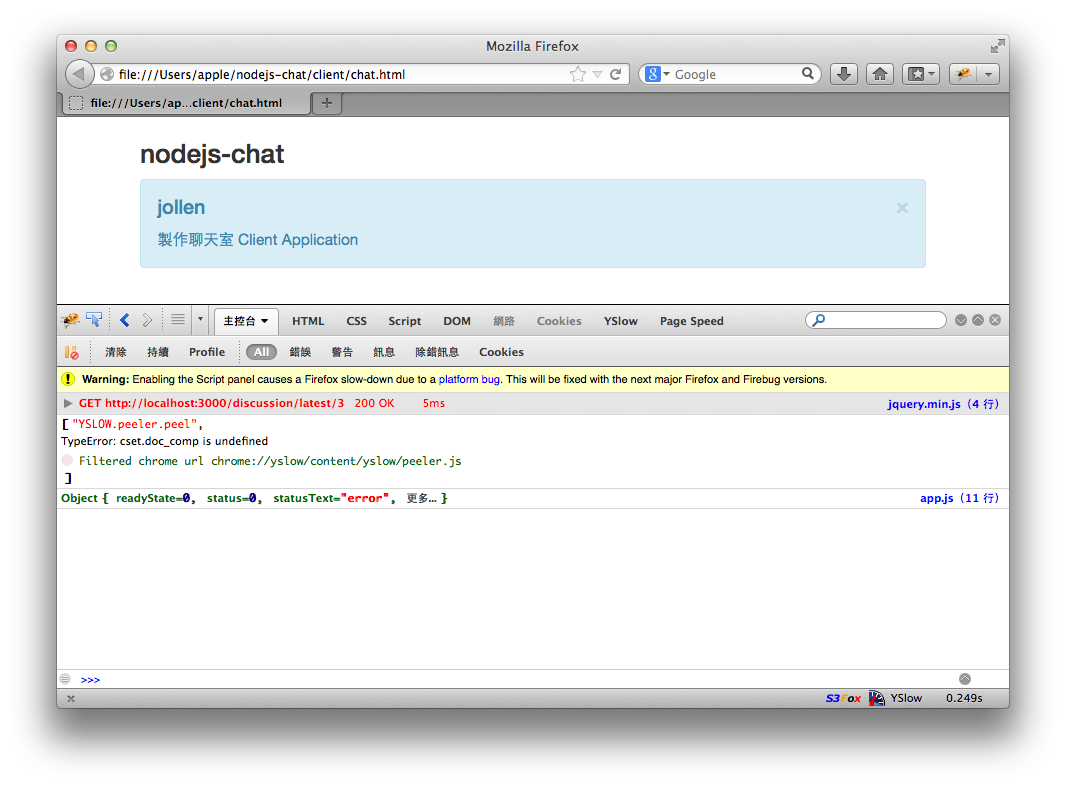 Mozilla Firefox
file:///Users/apple/nodejs-chat/client/chat.html
Google
file:///Users/ap...client/chat.html
nodejs-chat
jollen
製作聊天室 Client Application
主控台 HTML CSS Script DOM 網路 Cookies YSlow Page Speed
清除 持續 Profile All 錯誤 警告 訊息 除錯訊息 Cookies
Warning: Enabling the Script panel causes a Firefox slow-down due to a platform bug. This will be fixed with the next major Firefox and Firebug versions.
GET http://localhost:3000/discussion/latest/3 200 OK 5ms jquery.min.js (4 行)
[ "YSLOW.peeler.peel",
TypeError: cset.doc_comp is undefined
Filtered chrome url chrome://yslow/content/yslow/peeler.js
]
Object { readyState=0, status=0, statusText="error", 更多... } app.js (11 行)
>>>
S3Fox YSlow 0.249s